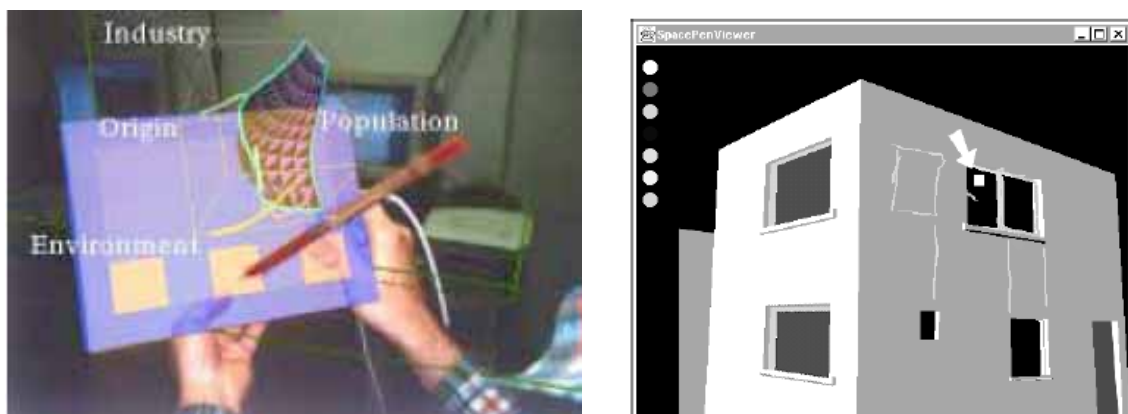 Industry
Origin
Population
Environment
SpacePenViewer